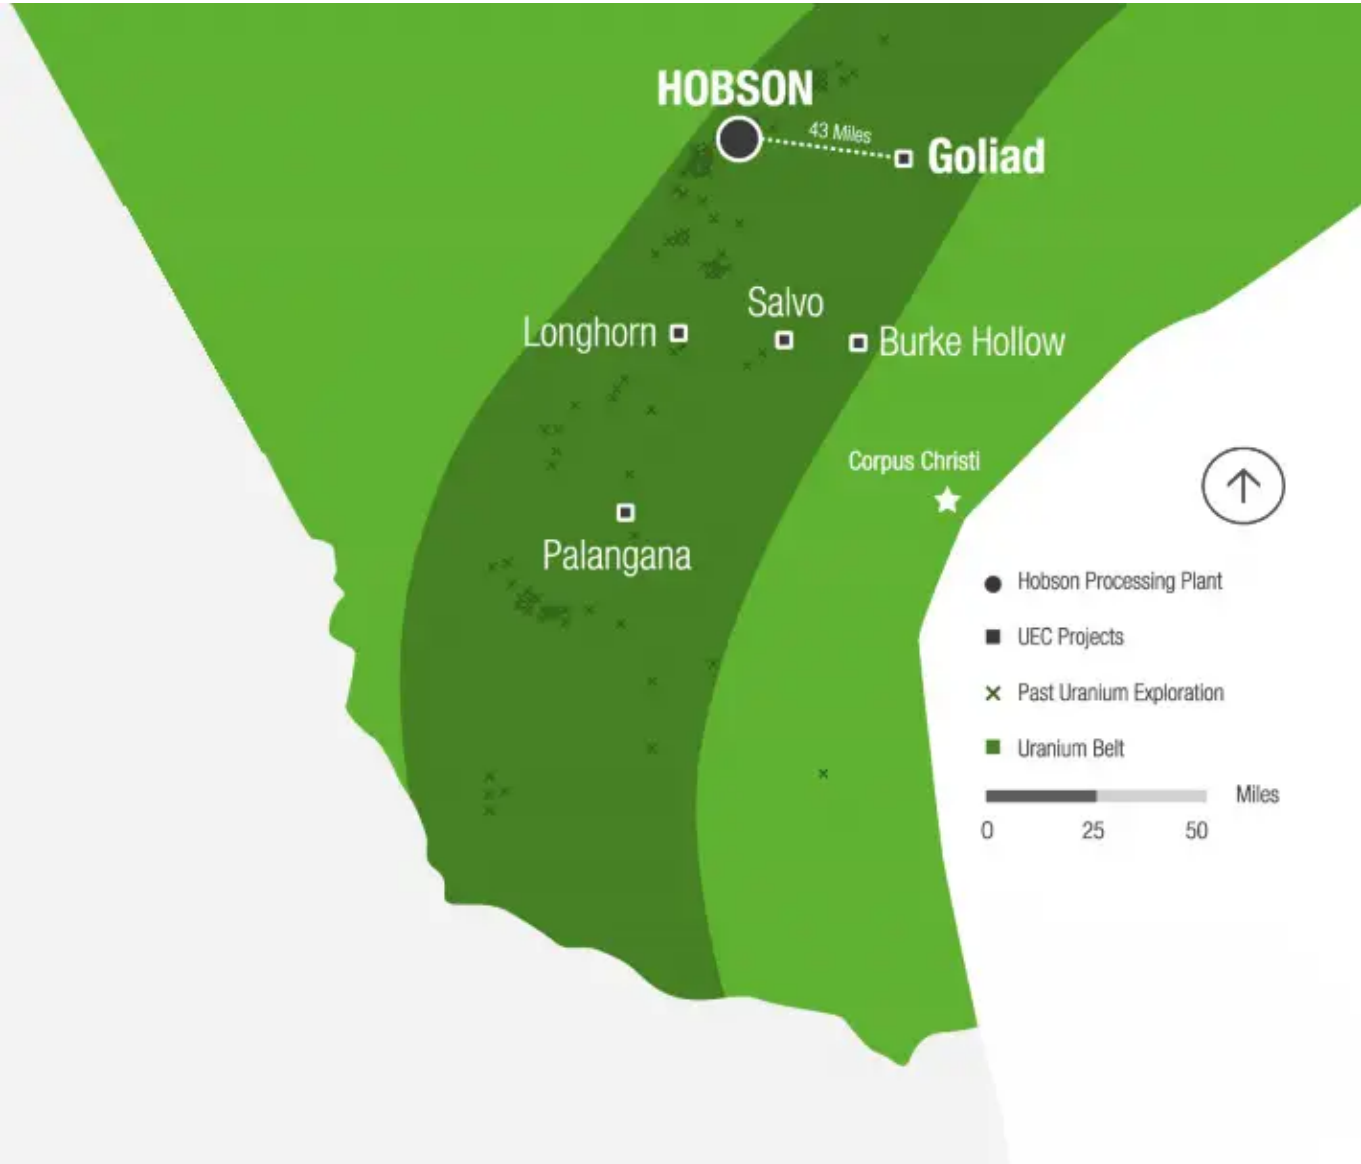 HOBSON
43 Miles
Goliad
Salvo
Longhorn
Burke Hollow
Corpus Christi
Palangana
Hobson Processing Plant
UEC Projects
Past Uranium Exploration
Uranium Belt
Miles
0 25 50